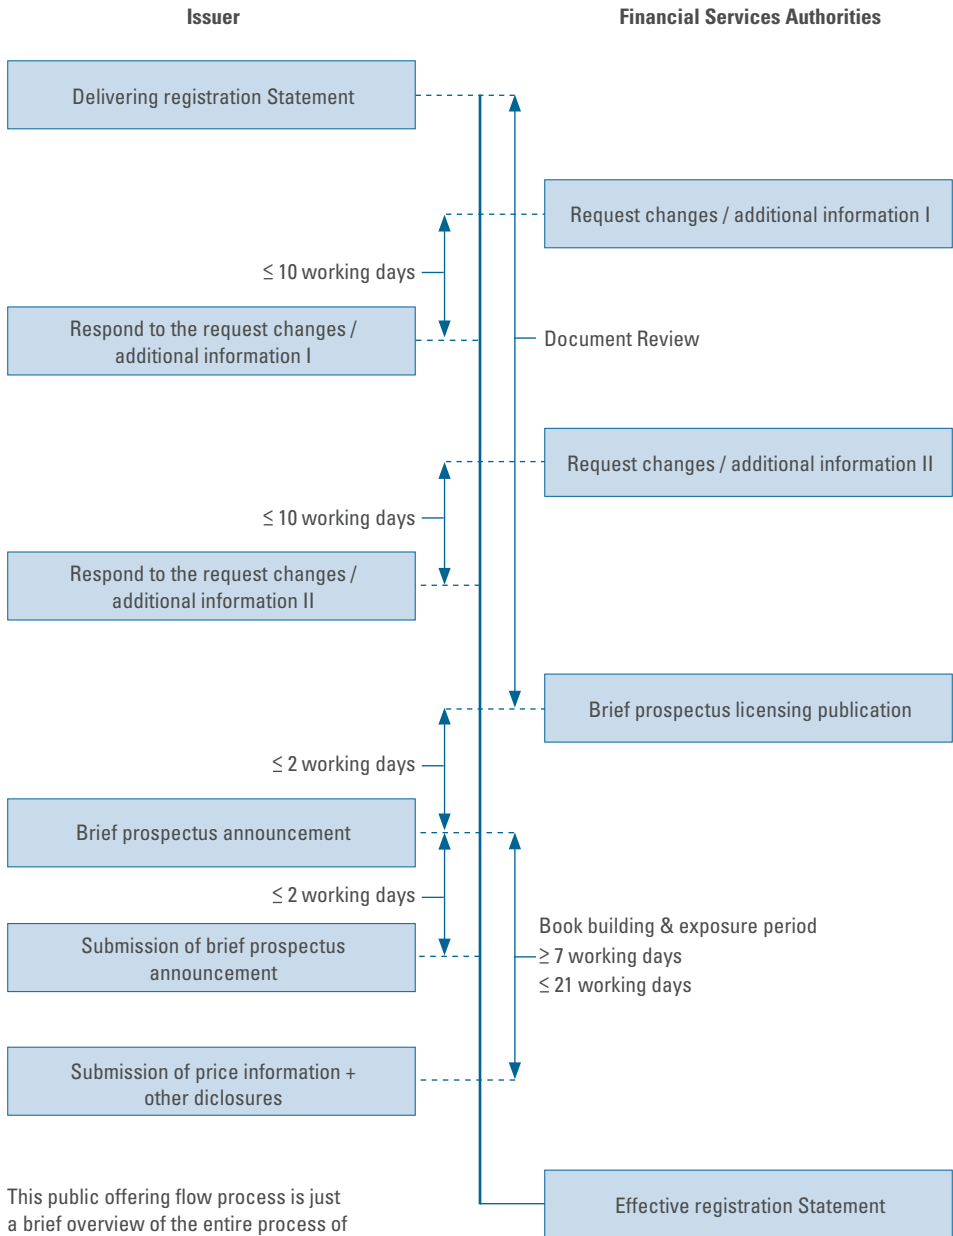 Issuer
Financial Services Authorities
Delivering registration Statement
Request changes / additional information I
≤ 10 working days
Respond to the request changes /
additional information I
Document Review
Request changes / additional information II
≤ 10 working days
Respond to the request changes /
additional information II
Brief prospectus licensing publication
≤ 2 working days
Brief prospectus announcement
≤ 2 working days
Submission of brief prospectus
announcement
Book building & exposure period
≥ 7 working days
≤ 21 working days
Submission of price information +
other diclosures
Effective registration Statement
This public offering flow process is just
a brief overview of the entire process of